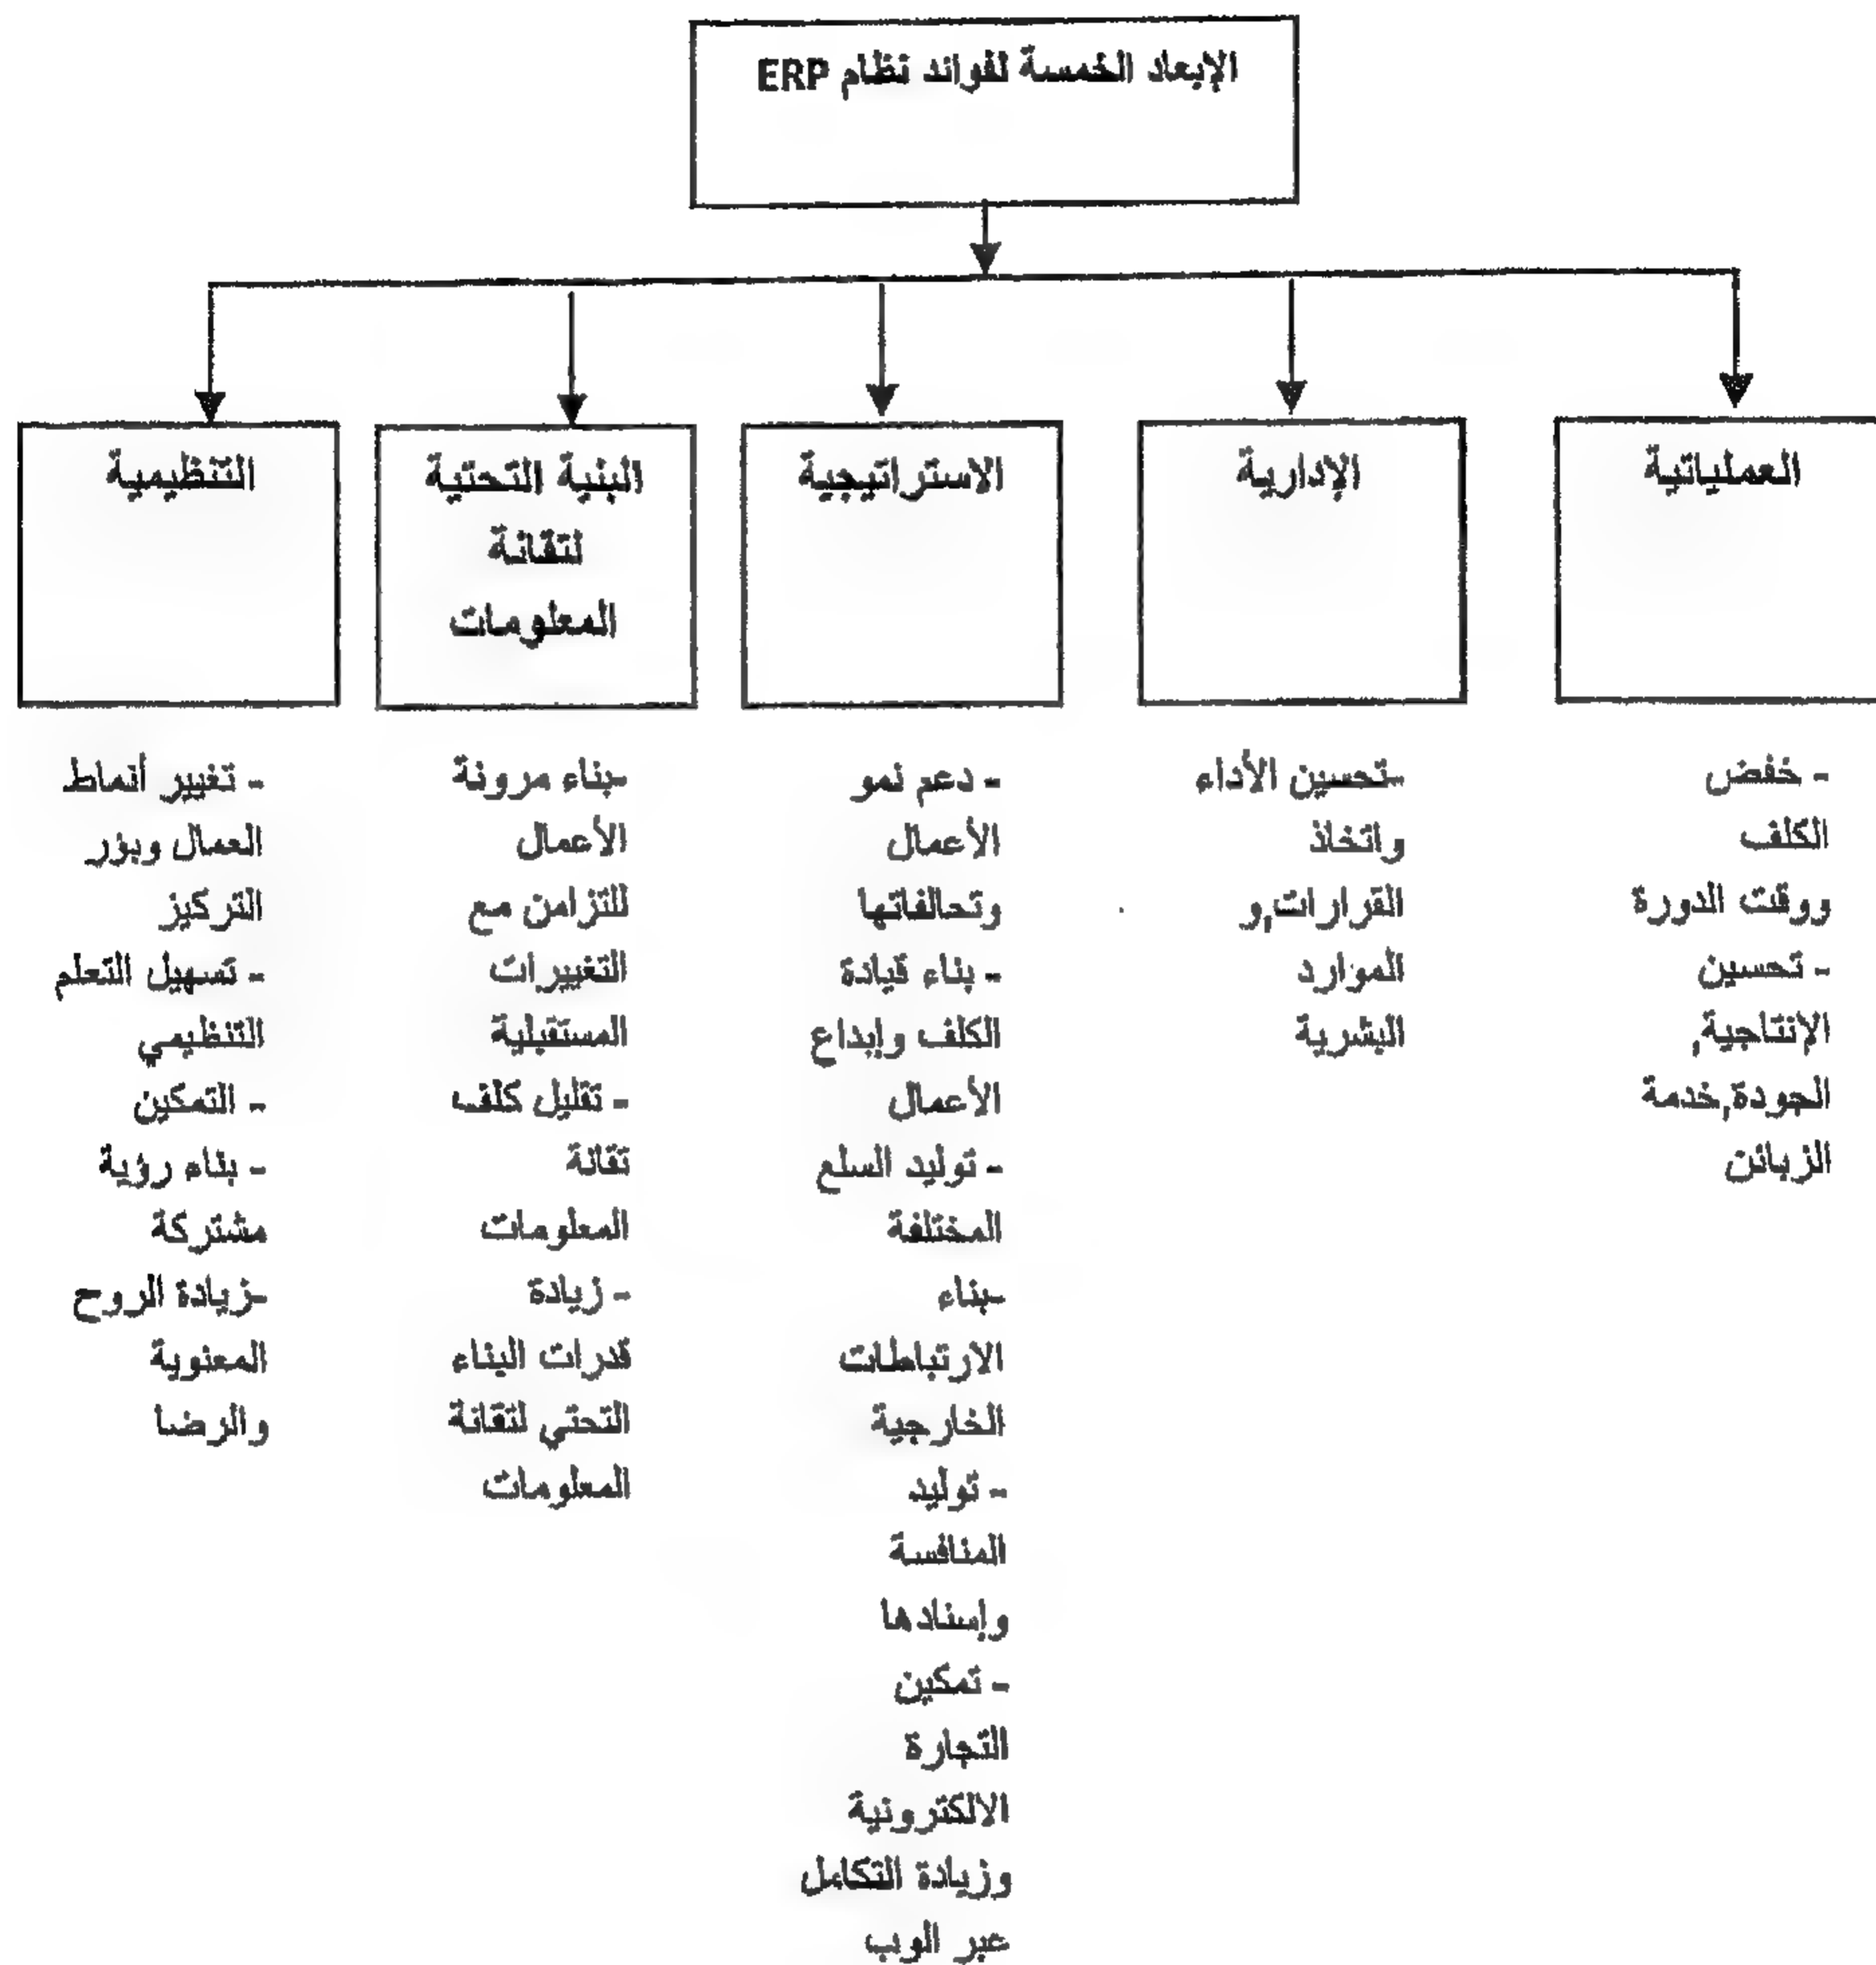 الإبعاد الخمسة لفوائد نظام ERP
العملياتية
الإدارية
الاستراتيجية
البنية التحتية
لتقانة
المعلومات
التنظيمية
- خفض
الكلف
ووقت الدورة
- تحسين
الإنتاجية,
الجودة,خدمة
الزبائن
-تحسين الأداء
واتخاذ
القرارات,و
الموارد
البشرية
- دعم نمو
الأعمال
وتحالفاتها
- بناء قيادة
الكلف وإبداع
الأعمال
- توليد السلع
المختلفة
-بناء
الارتباطات
الخارجية
- توليد
المنافسة
وإسنادها
- تمكين
التجارة
الالكترونية
وزيادة التكامل
عبر الوب
-بناء مرونة
الأعمال
للتزامن مع
التغييرات
المستقبلية
- تقليل كلف
تقانة
المعلومات
- زيادة
قدرات البناء
التحتي لتقانة
المعلومات
- تغيير أنماط
العمال وبؤر
التركيز
- تسهيل التعلم
التنظيمي
- التمكين
- بناء رؤية
مشتركة
-زيادة الروح
المعنوية
والرضا